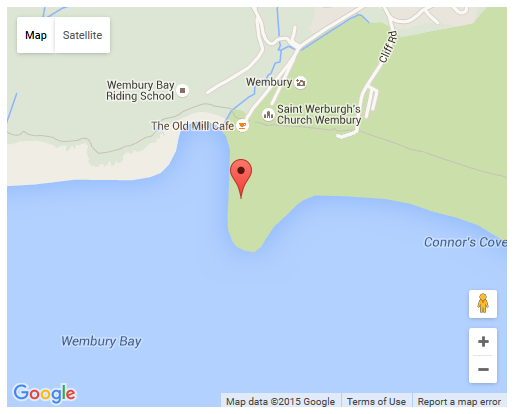 Map Satellite
Cliff Rd
Wembury
Wembury Bay
Riding School
Saint Werburgh's
Church Wembury
The Old Mill Cafe
Connor's Cove
Wembury Bay
Google
Map data ©2015 Google Terms of Use Report a map error